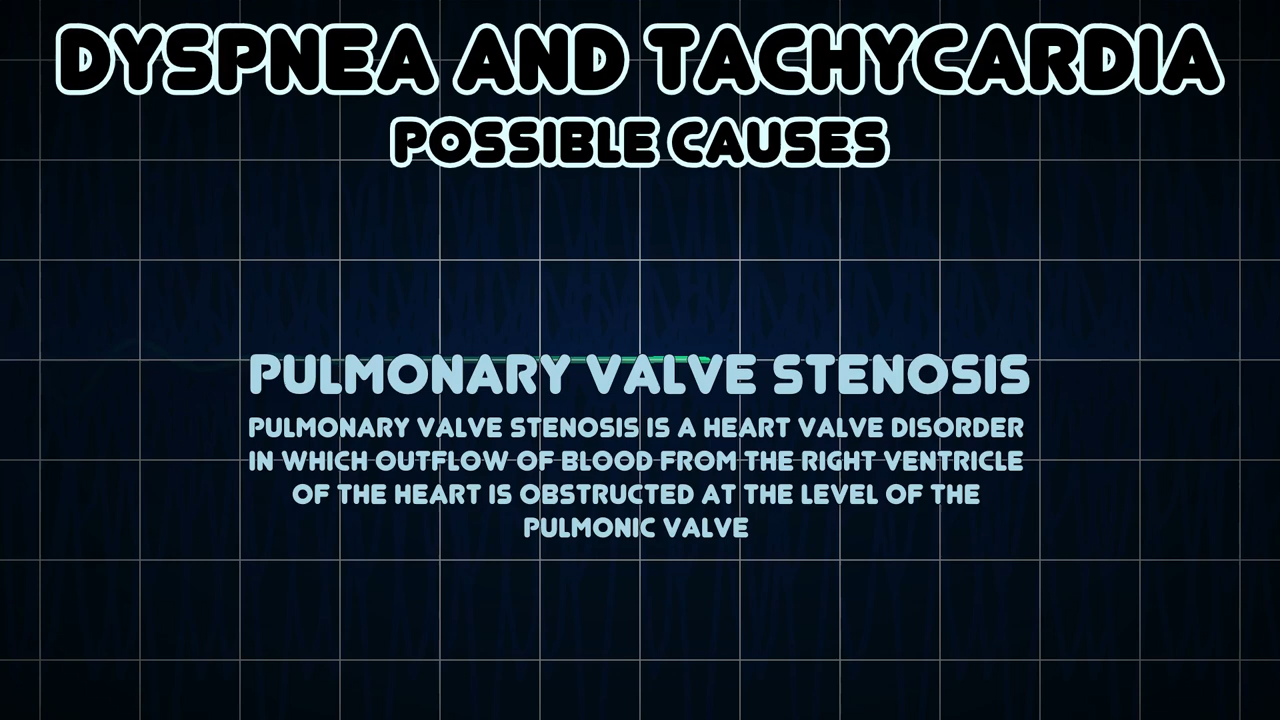 DYSPNEA AND TACHYCARDIA
POSSIBLE CAUSES
PULMONARY VALVE STENOSIS
PULMONARY VALVE STENOSIS IS A HEART VALVE DISORDER
IN WHICH OUTFLOW OF BLOOD FROM THE RIGHT VENTRICLE
OF THE HEART IS OBSTRUCTED AT THE LEVEL OF THE
PULMONIC VALVE